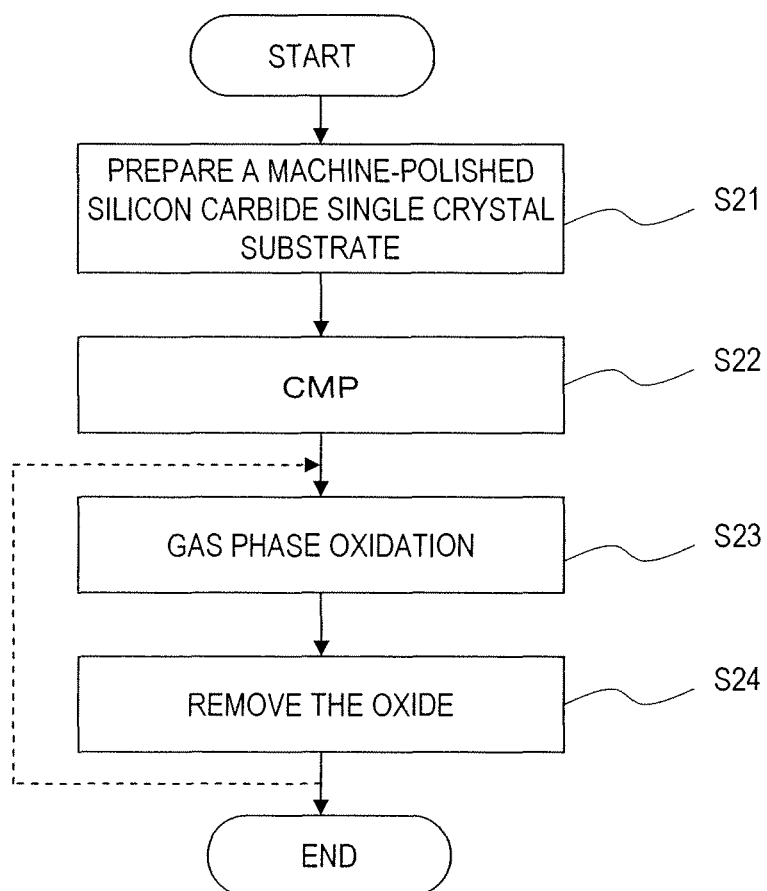 START
PREPARE A MACHINE-POLISHED
SILICON CARBIDE SINGLE CRYSTAL
SUBSTRATE
S21
CMP
S22
GAS PHASE OXIDATION
S23
REMOVE THE OXIDE
S24
END